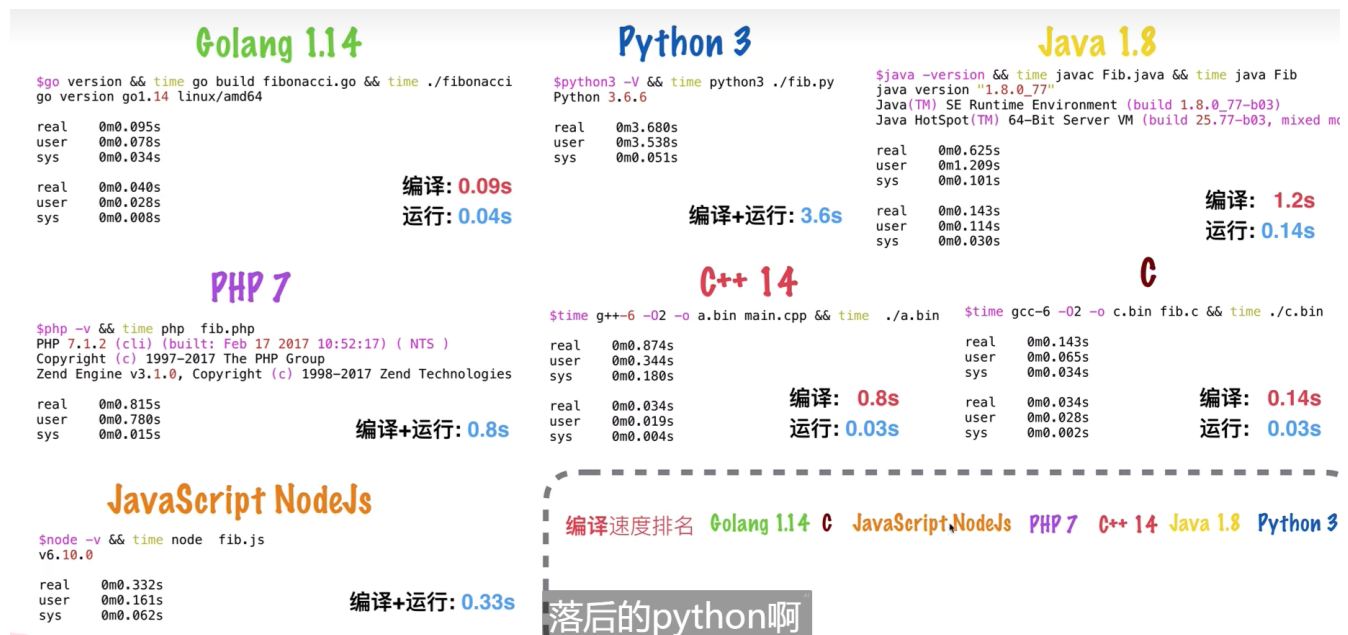 Golang 1.14
$go version && time go build fibonacci.go && time ./fibonacci
go version go1.14 linux/amd64
real 0m0.095s
user 0m0.078s
sys 0m0.034s
real 0m0.040s
user 0m0.028s
sys 0m0.008s
编译: 0.09s
运行: 0.04s
Python 3
$python3 -V && time python3 ./fib.py
Python 3.6.6
real 0m3.680s
user 0m3.538s
sys 0m0.051s
编译+运行: 3.6s
Java 1.8
$java -version && time javac Fib.java && time java Fib
java version "1.8.0_77"
Java(TM) SE Runtime Environment (build 1.8.0_77-b03)
Java HotSpot(TM) 64-Bit Server VM (build 25.77-b03, mixed mo
real 0m0.625s
user 0m1.209s
sys 0m0.101s
real 0m0.143s
user 0m0.114s
sys 0m0.030s
编译: 1.2s
运行: 0.14s
PHP 7
$php -v && time php fib.php
PHP 7.1.2 (cli) (built: Feb 17 2017 10:52:17) ( NTS )
Copyright (c) 1997-2017 The PHP Group
Zend Engine v3.1.0, Copyright (c) 1998-2017 Zend Technologies
real 0m0.815s
user 0m0.780s
sys 0m0.015s
编译+运行: 0.8s
C++ 14
$time g++-6 -O2 -o a.bin main.cpp && time ./a.bin
real 0m0.874s
user 0m0.344s
sys 0m0.180s
real 0m0.034s
user 0m0.019s
sys 0m0.004s
编译: 0.8s
运行: 0.03s
C
$time gcc-6 -O2 -o c.bin fib.c && time ./c.bin
real 0m0.143s
user 0m0.065s
sys 0m0.034s
real 0m0.034s
user 0m0.028s
sys 0m0.002s
编译: 0.14s
运行: 0.03s
JavaScript NodeJs
$node -v && time node fib.js
v6.10.0
real 0m0.332s
user 0m0.161s
sys 0m0.062s
编译+运行: 0.33s
编译速度排名 Golang 1.14 C JavaScript NodeJs PHP 7 C++ 14 Java 1.8 Python 3
落后的python啊